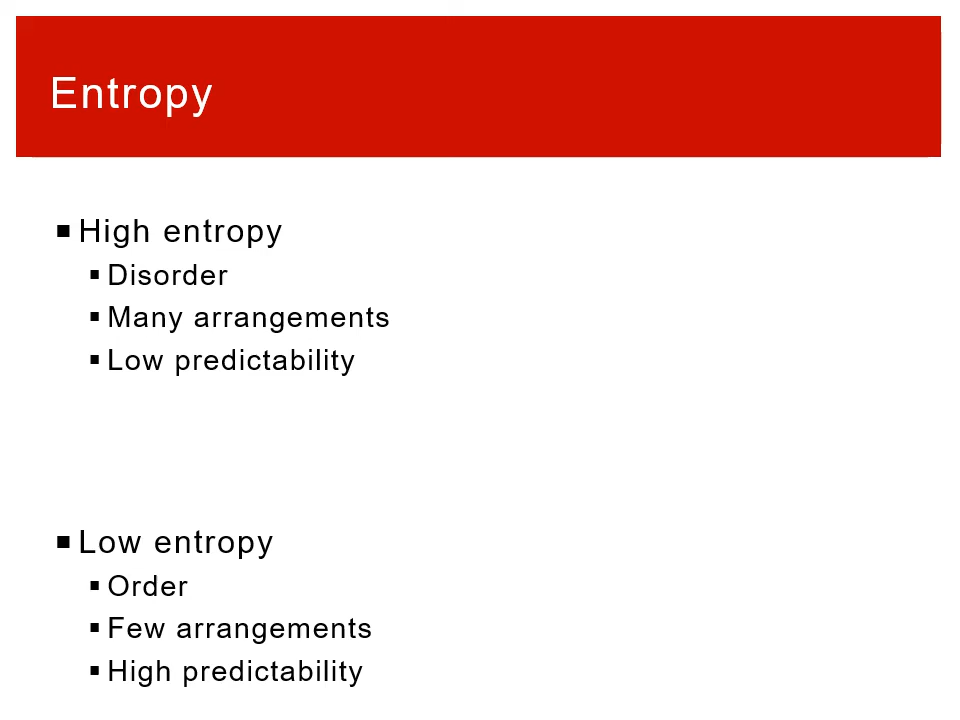 Entropy
▪ High entropy
▪ Disorder
▪ Many arrangements
▪ Low predictability
▪ Low entropy
▪ Order
▪ Few arrangements
▪ High predictability